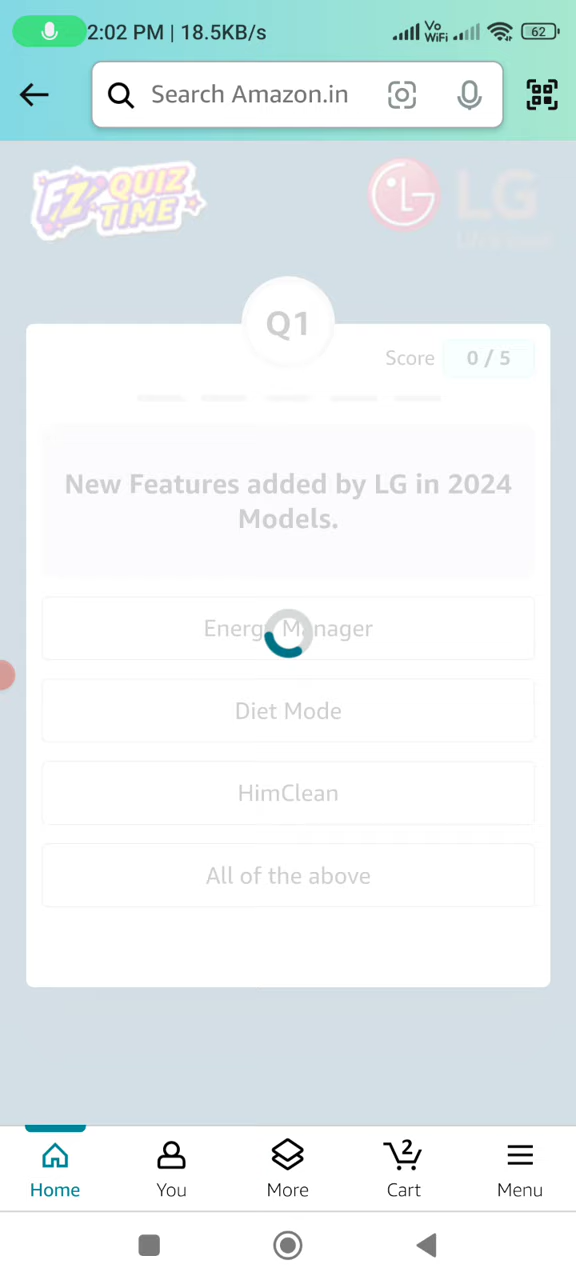 2:02 PM | 18.5KB/s
Vo
WiFi
62
Search Amazon.in
FZ QUIZ
TIME
LG
Q1
Score 0 / 5
New Features added by LG in 2024
Models.
Energy Manager
Diet Mode
HimClean
All of the above
2
Home You More Cart Menu